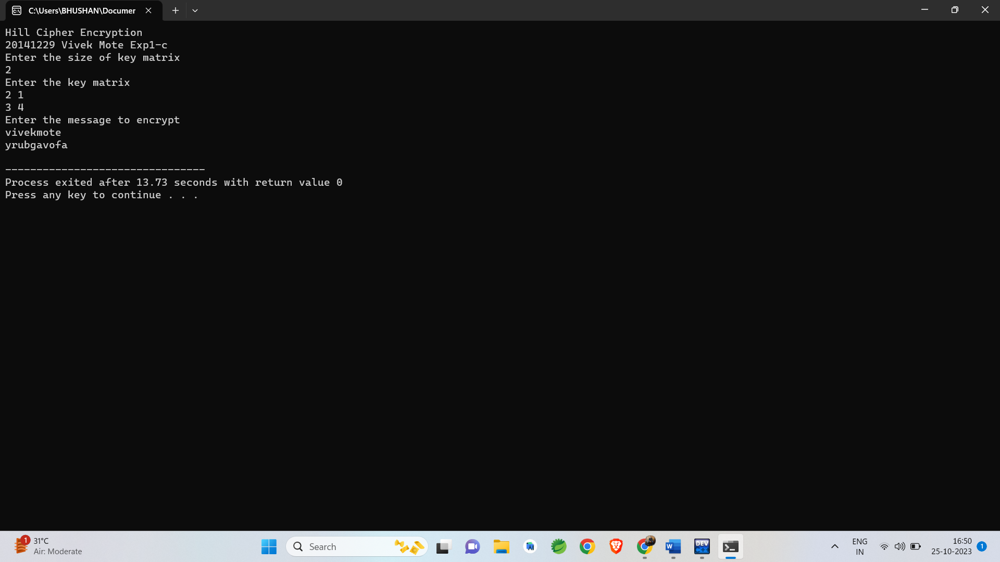 C:\Users\BHUSHAN\Documer
Hill Cipher Encryption
20141229 Vivek Mote Exp1-c
Enter the size of key matrix
2
Enter the key matrix
2 1
3 4
Enter the message to encrypt
vivekmote
yrubgavofa
--------------------------------
Process exited after 13.73 seconds with return value 0
Press any key to continue . . .
1
31°C
Air: Moderate
Search
AI
W
DEV
C++
ENG
IN
16:50
25-10-2023
1